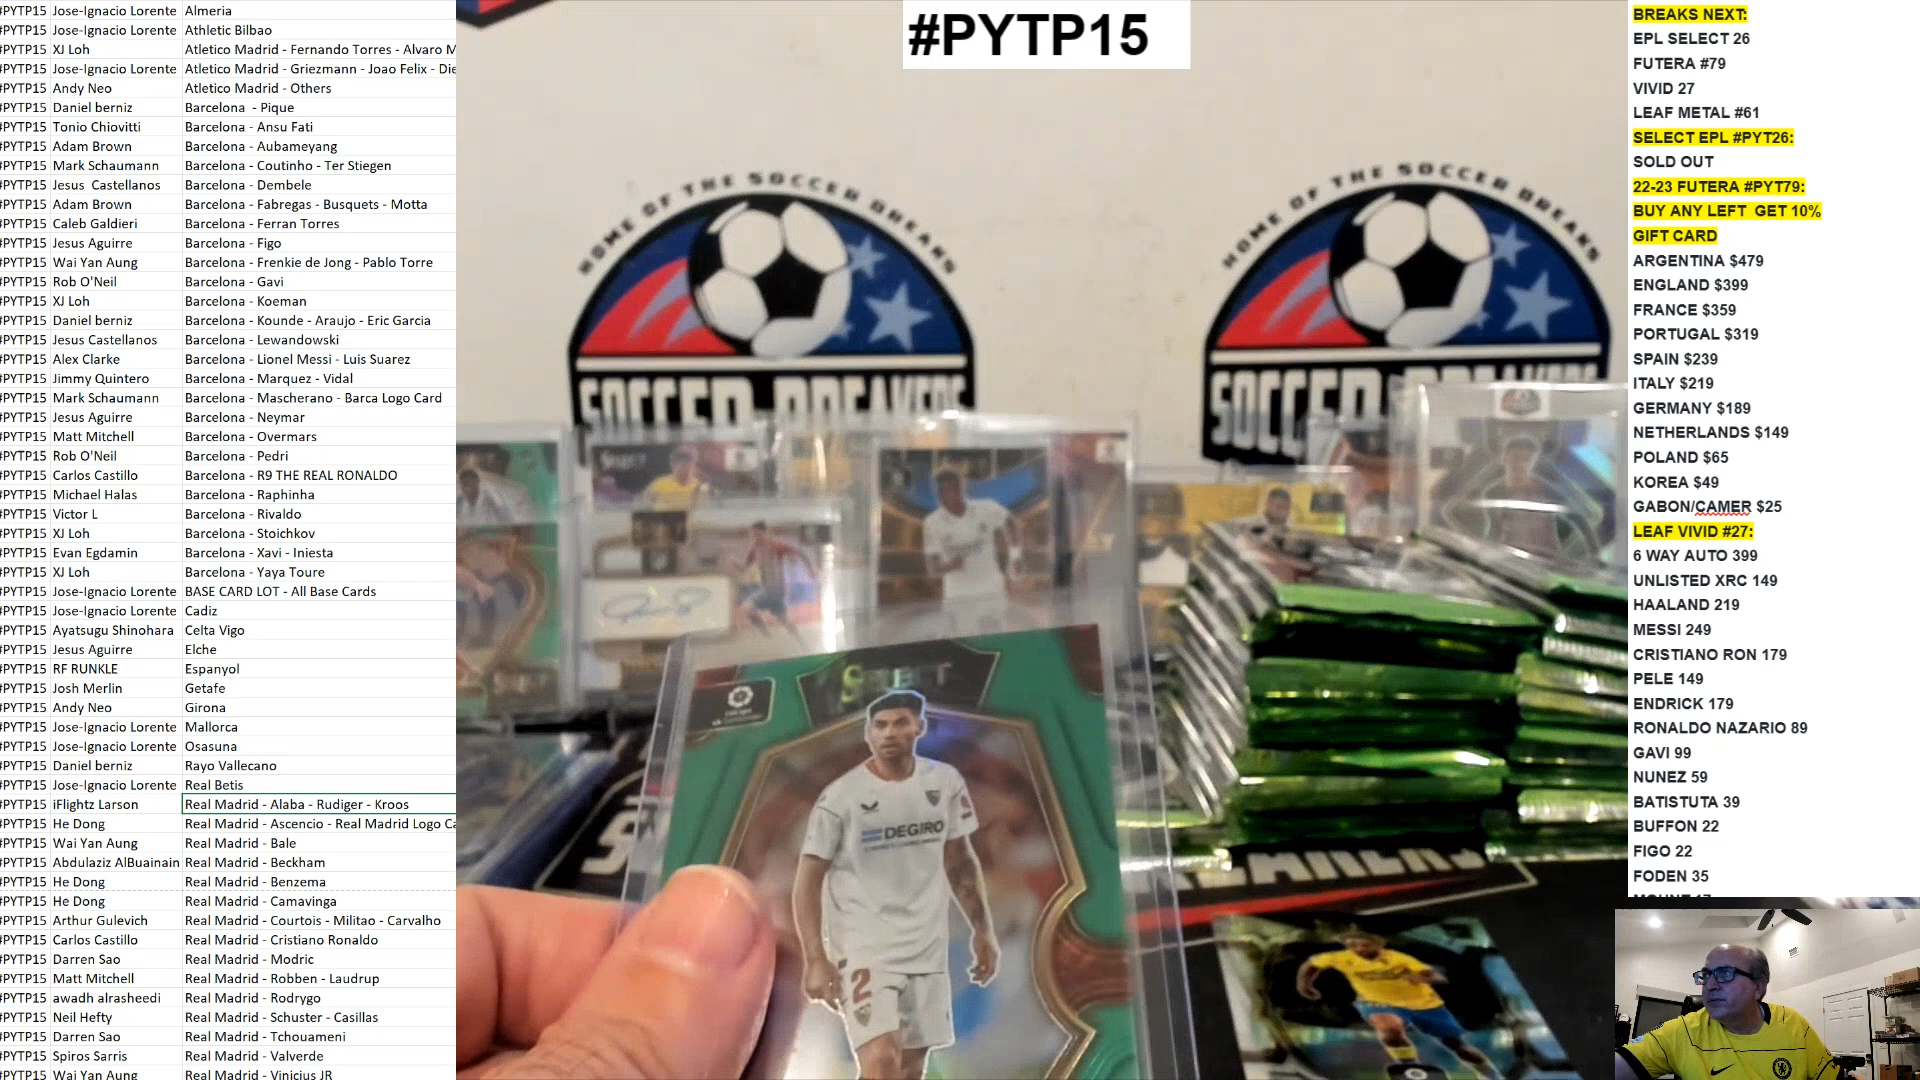 #PYTP15 Jose-Ignacio Lorente Almeria
#PYTP15 Jose-Ignacio Lorente Athletic Bilbao
#PYTP15 XJ Loh Atletico Madrid - Fernando Torres - Alvaro M
#PYTP15 Jose-Ignacio Lorente Atletico Madrid - Griezmann - Joao Felix - Die
#PYTP15 Andy Neo Atletico Madrid - Others
#PYTP15 Daniel berniz Barcelona - Pique
#PYTP15 Tonio Chiovitti Barcelona - Ansu Fati
#PYTP15 Adam Brown Barcelona - Aubameyang
#PYTP15 Mark Schaumann Barcelona - Coutinho - Ter Stiegen
#PYTP15 Jesus Castellanos Barcelona - Dembele
#PYTP15 Adam Brown Barcelona - Fabregas - Busquets - Motta
#PYTP15 Caleb Galdieri Barcelona - Ferran Torres
#PYTP15 Jesus Aguirre Barcelona - Figo
#PYTP15 Wai Yan Aung Barcelona - Frenkie de Jong - Pablo Torre
#PYTP15 Rob O'Neil Barcelona - Gavi
#PYTP15 XJ Loh Barcelona - Koeman
#PYTP15 Daniel berniz Barcelona - Kounde - Araujo - Eric Garcia
#PYTP15 Jesus Castellanos Barcelona - Lewandowski
#PYTP15 Alex Clarke Barcelona - Lionel Messi - Luis Suarez
#PYTP15 Jimmy Quintero Barcelona - Marquez - Vidal
#PYTP15 Mark Schaumann Barcelona - Mascherano - Barca Logo Card
#PYTP15 Jesus Aguirre Barcelona - Neymar
#PYTP15 Matt Mitchell Barcelona - Overmars
#PYTP15 Rob O'Neil Barcelona - Pedri
#PYTP15 Carlos Castillo Barcelona - R9 THE REAL RONALDO
#PYTP15 Michael Halas Barcelona - Raphinha
#PYTP15 Victor L Barcelona - Rivaldo
#PYTP15 XJ Loh Barcelona - Stoichkov
#PYTP15 Evan Egdamin Barcelona - Xavi - Iniesta
#PYTP15 XJ Loh Barcelona - Yaya Toure
#PYTP15 Jose-Ignacio Lorente BASE CARD LOT - All Base Cards
#PYTP15 Jose-Ignacio Lorente Cadiz
#PYTP15 Ayatsugu Shinohara Celta Vigo
#PYTP15 Jesus Aguirre Elche
#PYTP15 RF RUNKLE Espanyol
#PYTP15 Josh Merlin Getafe
#PYTP15 Andy Neo Girona
#PYTP15 Jose-Ignacio Lorente Mallorca
#PYTP15 Jose-Ignacio Lorente Osasuna
#PYTP15 Daniel berniz Rayo Vallecano
#PYTP15 Jose-Ignacio Lorente Real Betis
#PYTP15 iFlightz Larson Real Madrid - Alaba - Rudiger - Kroos
#PYTP15 He Dong Real Madrid - Ascencio - Real Madrid Logo Ca
#PYTP15 Wai Yan Aung Real Madrid - Bale
#PYTP15 Abdulaziz AlBuainain Real Madrid - Beckham
#PYTP15 He Dong Real Madrid - Benzema
#PYTP15 He Dong Real Madrid - Camavinga
#PYTP15 Arthur Gulevich Real Madrid - Courtois - Militao - Carvalho
#PYTP15 Carlos Castillo Real Madrid - Cristiano Ronaldo
#PYTP15 Darren Sao Real Madrid - Modric
#PYTP15 Matt Mitchell Real Madrid - Robben - Laudrup
#PYTP15 awadh alrasheedi Real Madrid - Rodrygo
#PYTP15 Neil Hefty Real Madrid - Schuster - Casillas
#PYTP15 Darren Sao Real Madrid - Tchouameni
#PYTP15 Spiros Sarris Real Madrid - Valverde
#PYTP15 Wai Yan Aung Real Madrid - Vinicius JR
#PYTP15
HOME OF THE SOCCER BREAKS
SOCCER BREAKERS
HOME OF THE SOCCER BREAKS
SOCC
SELECT
DEGIRO
2
BREAKS NEXT:
EPL SELECT 26
FUTERA #79
VIVID 27
LEAF METAL #61
SELECT EPL #PYT26:
SOLD OUT
22-23 FUTERA #PYT79:
BUY ANY LEFT GET 10%
GIFT CARD
ARGENTINA $479
ENGLAND $399
FRANCE $359
PORTUGAL $319
SPAIN $239
ITALY $219
GERMANY $189
NETHERLANDS $149
POLAND $65
KOREA $49
GABON/CAMER $25
LEAF VIVID #27:
6 WAY AUTO 399
UNLISTED XRC 149
HAALAND 219
MESSI 249
CRISTIANO RON 179
PELE 149
ENDRICK 179
RONALDO NAZARIO 89
GAVI 99
NUNEZ 59
BATISTUTA 39
BUFFON 22
FIGO 22
FODEN 35